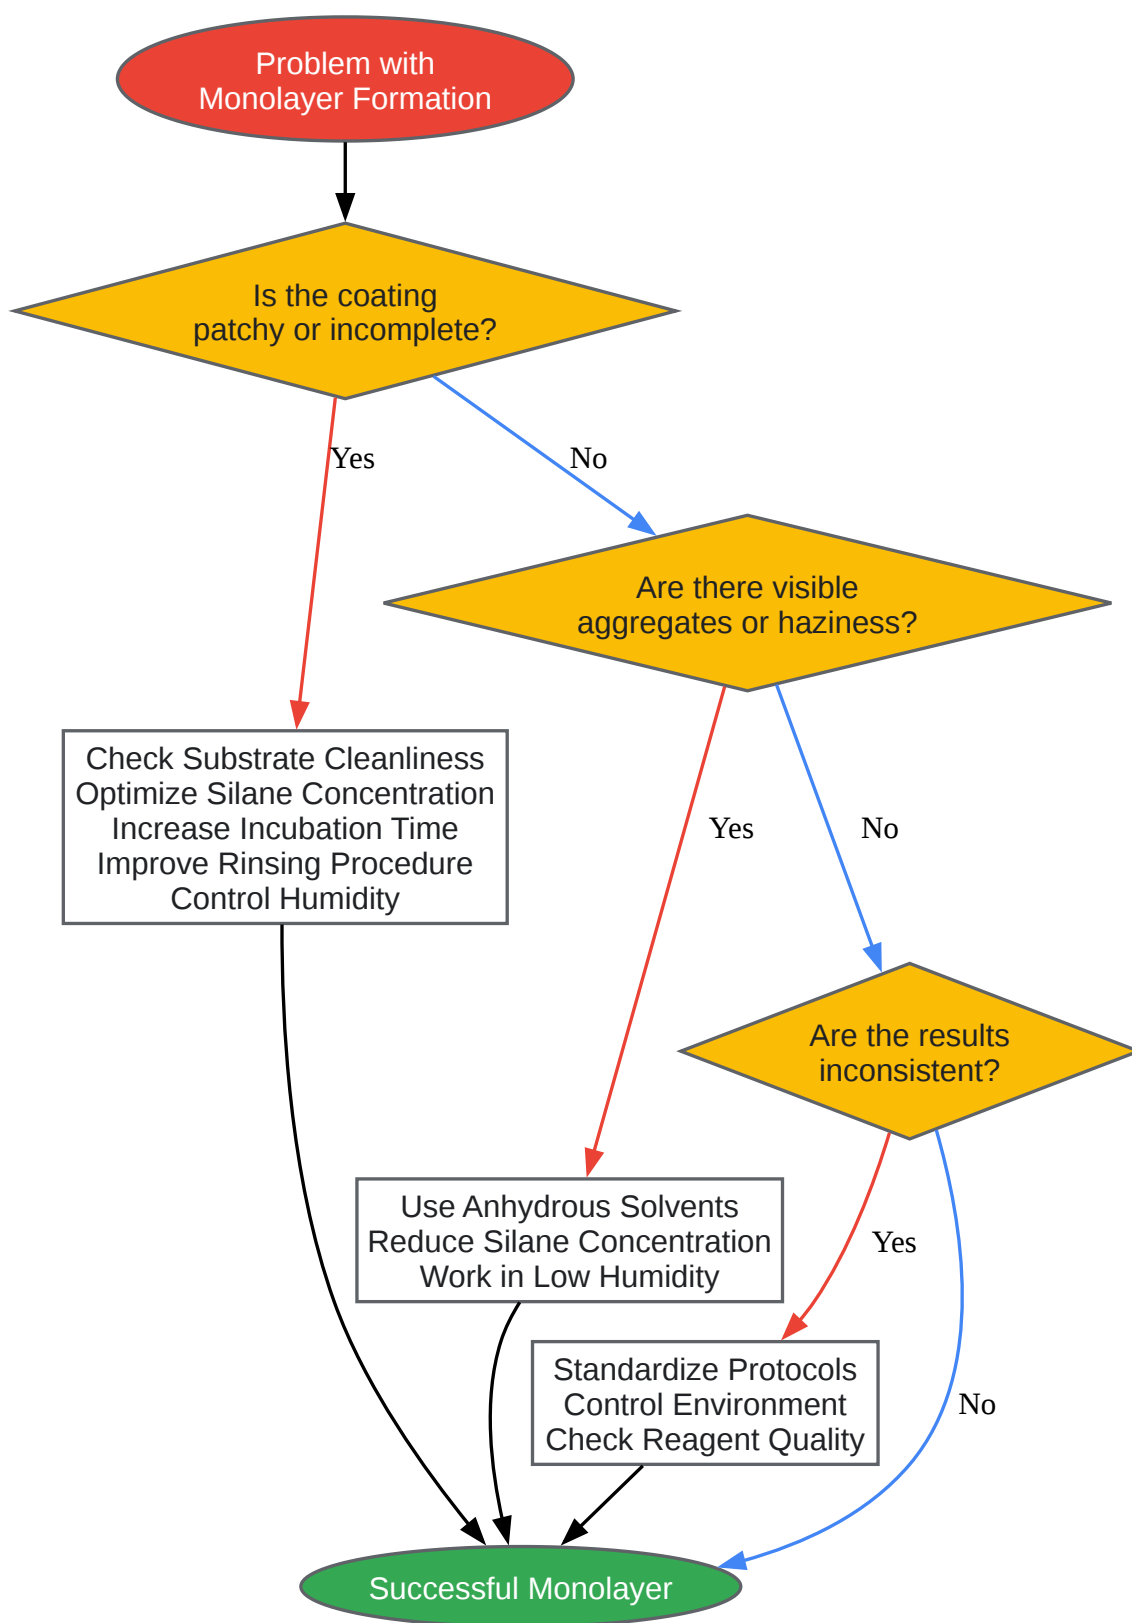 Problem with
Monolayer Formation
Is the coating
patchy or incomplete?
Yes
No
Are there visible
aggregates or haziness?
Check Substrate Cleanliness
Optimize Silane Concentration
Increase Incubation Time
Improve Rinsing Procedure
Control Humidity
Yes
No
Are the results
inconsistent?
Use Anhydrous Solvents
Reduce Silane Concentration
Work in Low Humidity
Yes
Standardize Protocols
Control Environment
Check Reagent Quality
No
Successful Monolayer